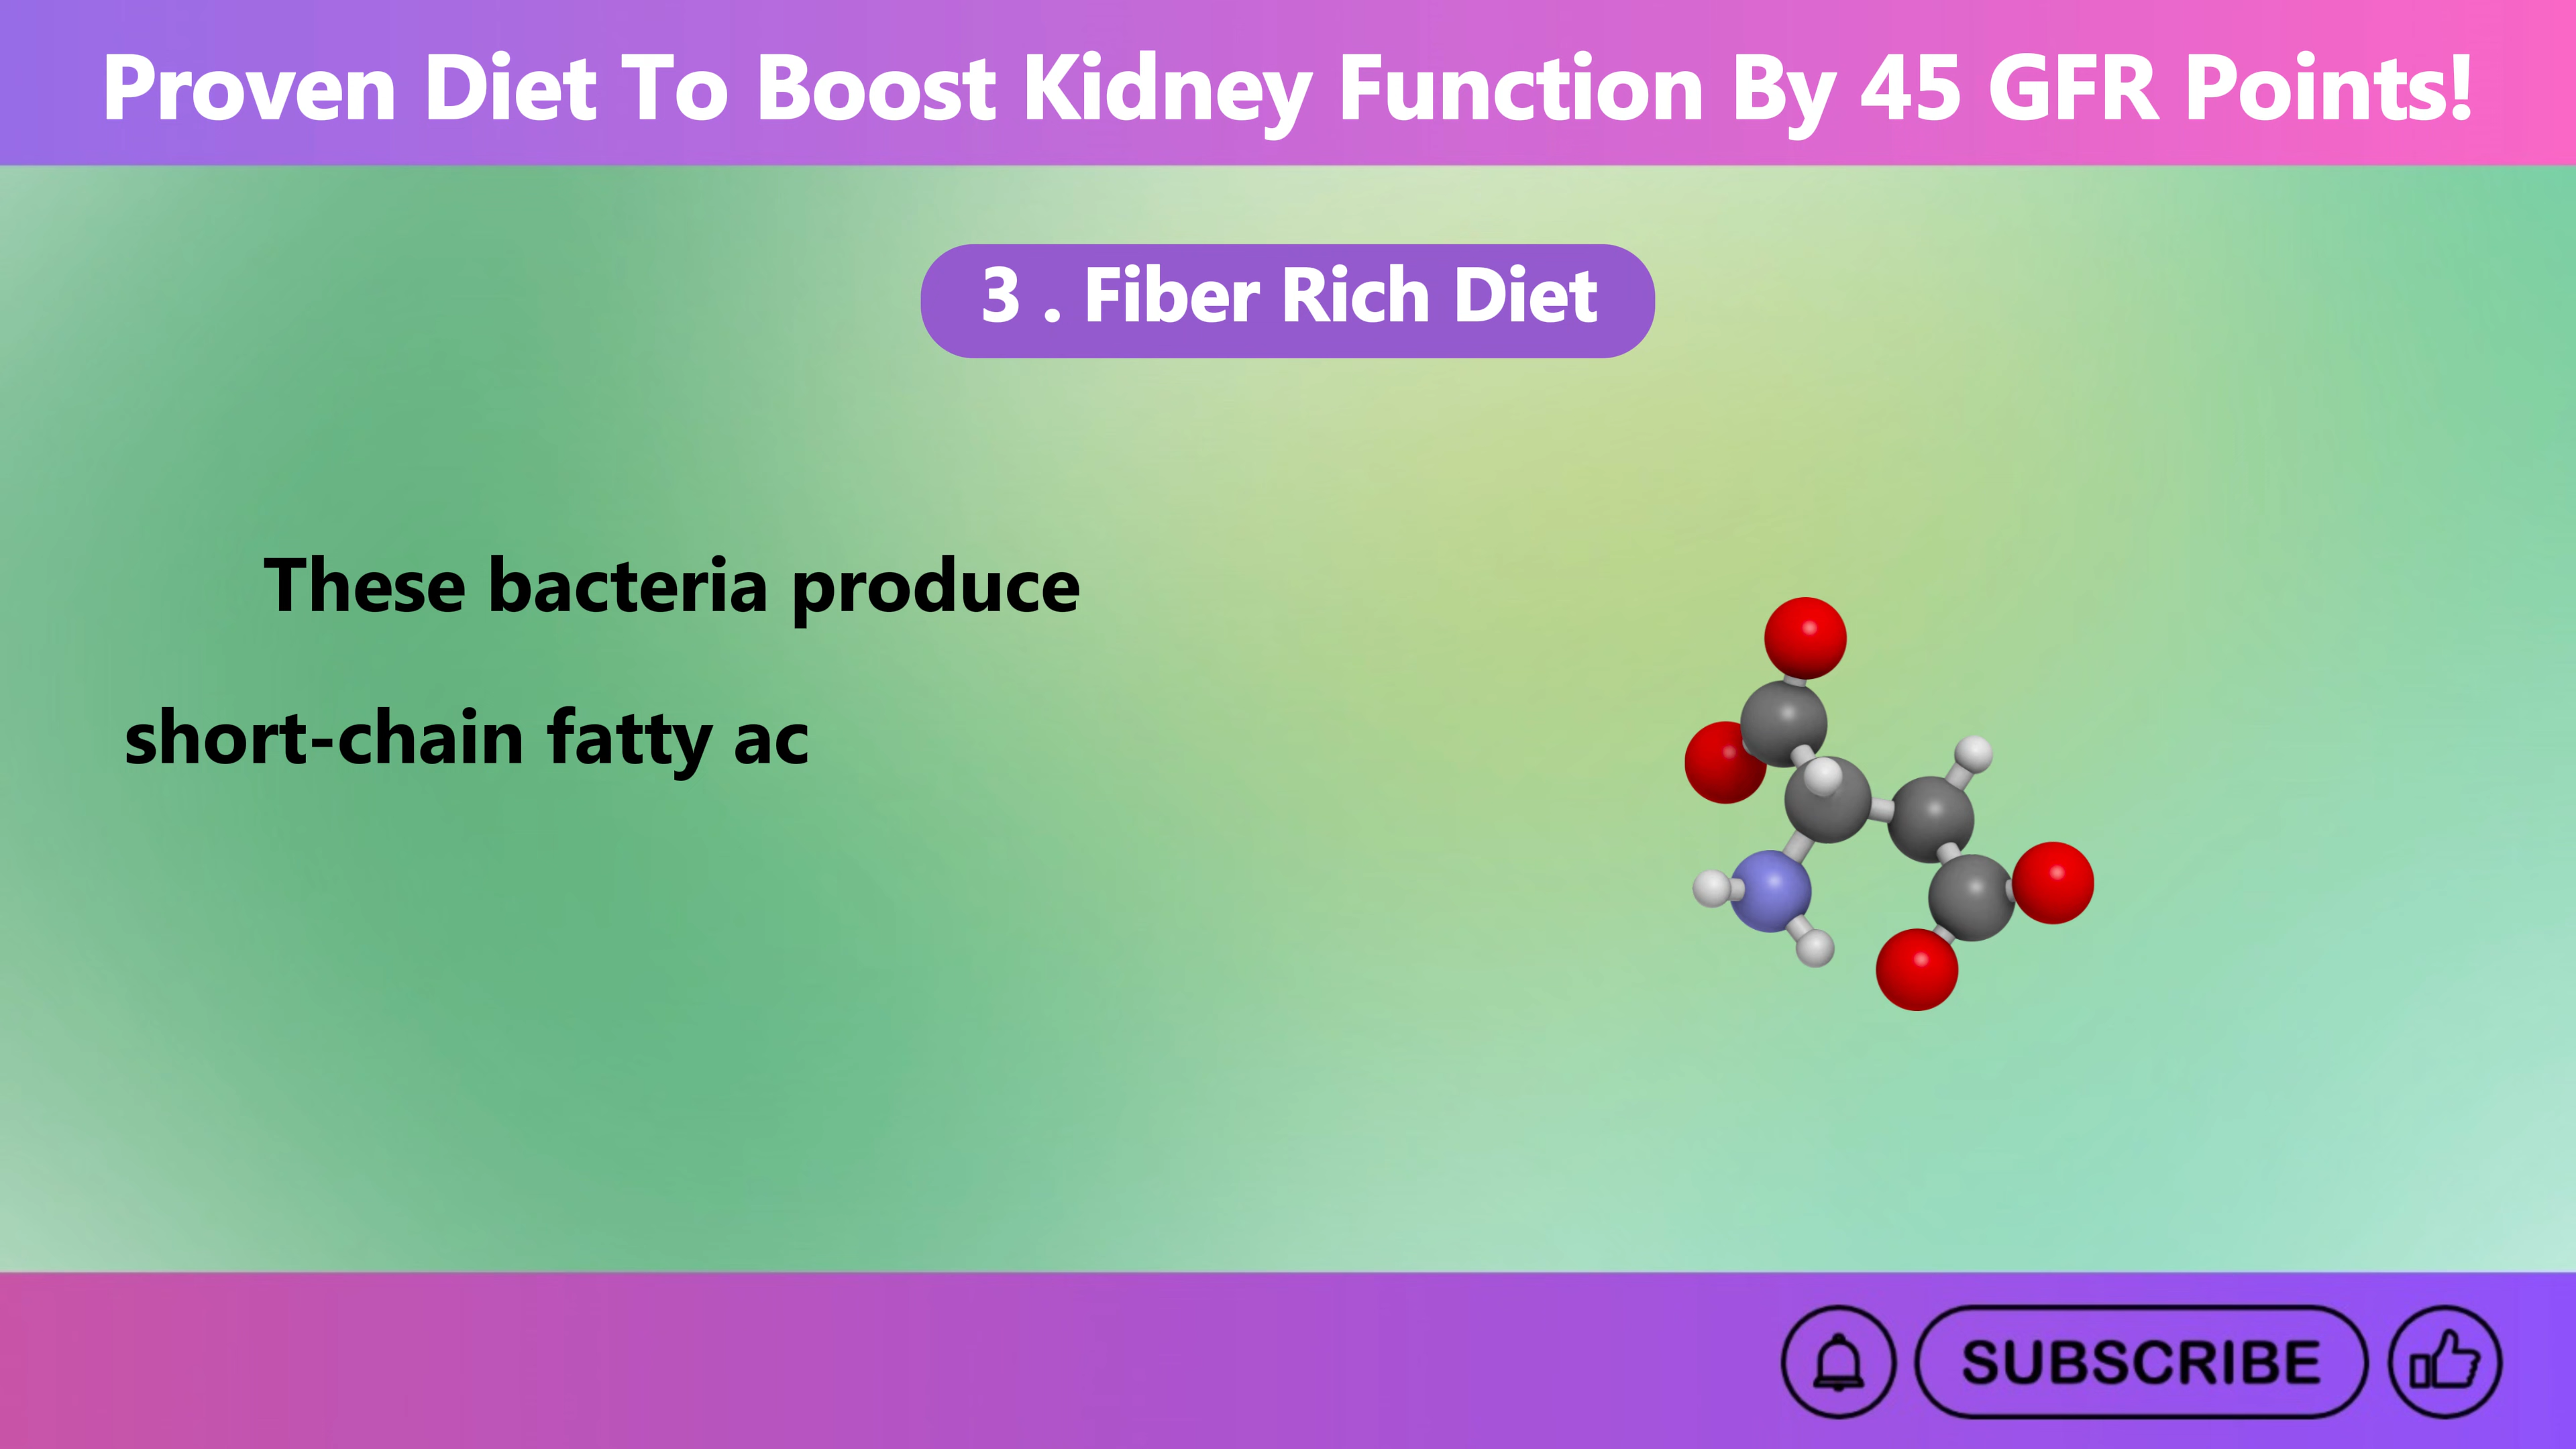 Proven Diet To Boost Kidney Function By 45 GFR Points!
3 . Fiber Rich Diet
These bacteria produce
short-chain fatty ac
SUBSCRIBE